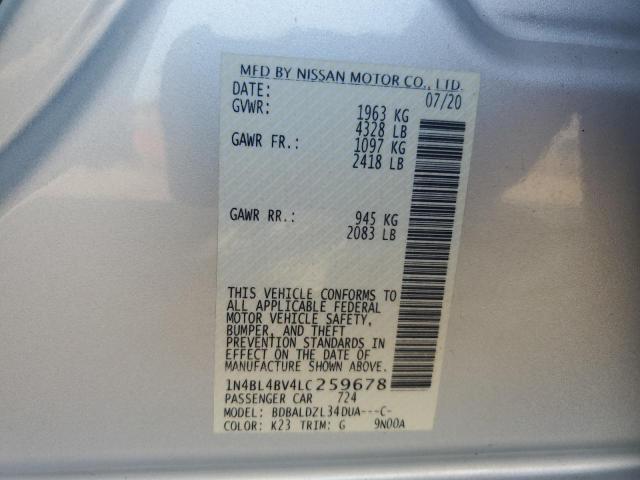 MFD BY NISSAN MOTOR CO., LTD.
DATE: 07/20
GVWR: 1963 KG
4328 LB
GAWR FR.: 1097 KG
2418 LB
GAWR RR.: 945 KG
2083 LB
THIS VEHICLE CONFORMS TO
ALL APPLICABLE FEDERAL
MOTOR VEHICLE SAFETY,
BUMPER, AND THEFT
PREVENTION STANDARDS IN
EFFECT ON THE DATE OF
MANUFACTURE SHOWN ABOVE.
1N4BL4BV4LC259678
PASSENGER CAR 724
MODEL: BDBALDZL34DUA---C-
COLOR: K23 TRIM: G 9N00A